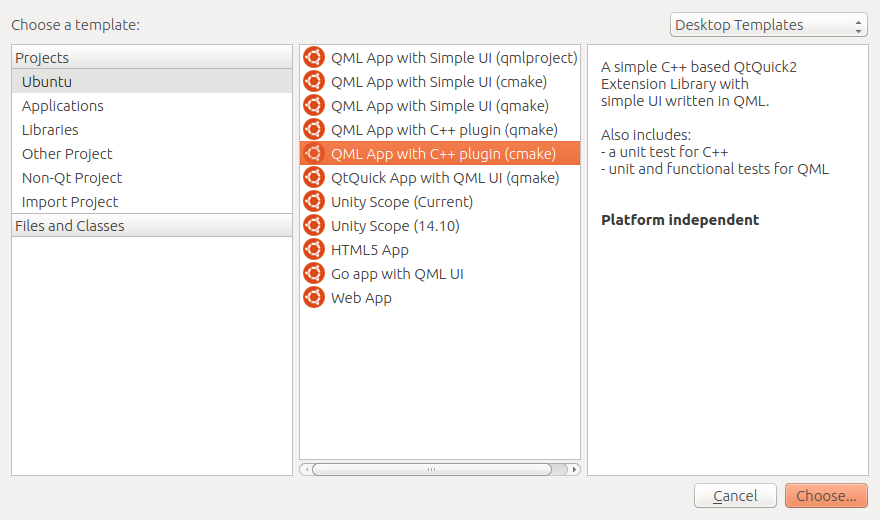 Choose a template:
Desktop Templates
Projects
Ubuntu
Applications
Libraries
Other Project
Non-Qt Project
Import Project
Files and Classes
QML App with Simple UI (qmlproject)
QML App with Simple UI (cmake)
QML App with Simple UI (qmake)
QML App with C++ plugin (qmake)
QML App with C++ plugin (cmake)
QtQuick App with QML UI (qmake)
Unity Scope (Current)
Unity Scope (14.10)
HTML5 App
Go app with QML UI
Web App
A simple C++ based QtQuick2
Extension Library with
simple UI written in QML.
Also includes:
- a unit test for C++
- unit and functional tests for QML
Platform independent
Cancel
Choose...